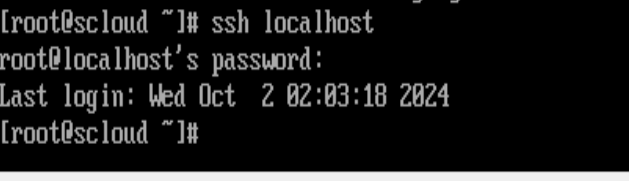 [root@scloud ~]# ssh localhost
root@localhost's password:
Last login: Wed Oct  2 02:03:18 2024
[root@scloud ~]#